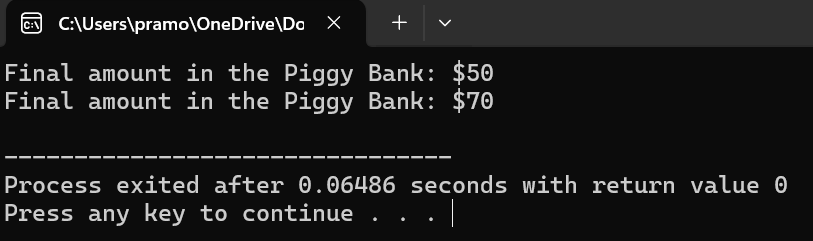 C:\Users\pramo\OneDrive\Do
Final amount in the Piggy Bank: $50
Final amount in the Piggy Bank: $70
--------------------------------
Process exited after 0.06486 seconds with return value 0
Press any key to continue . . .